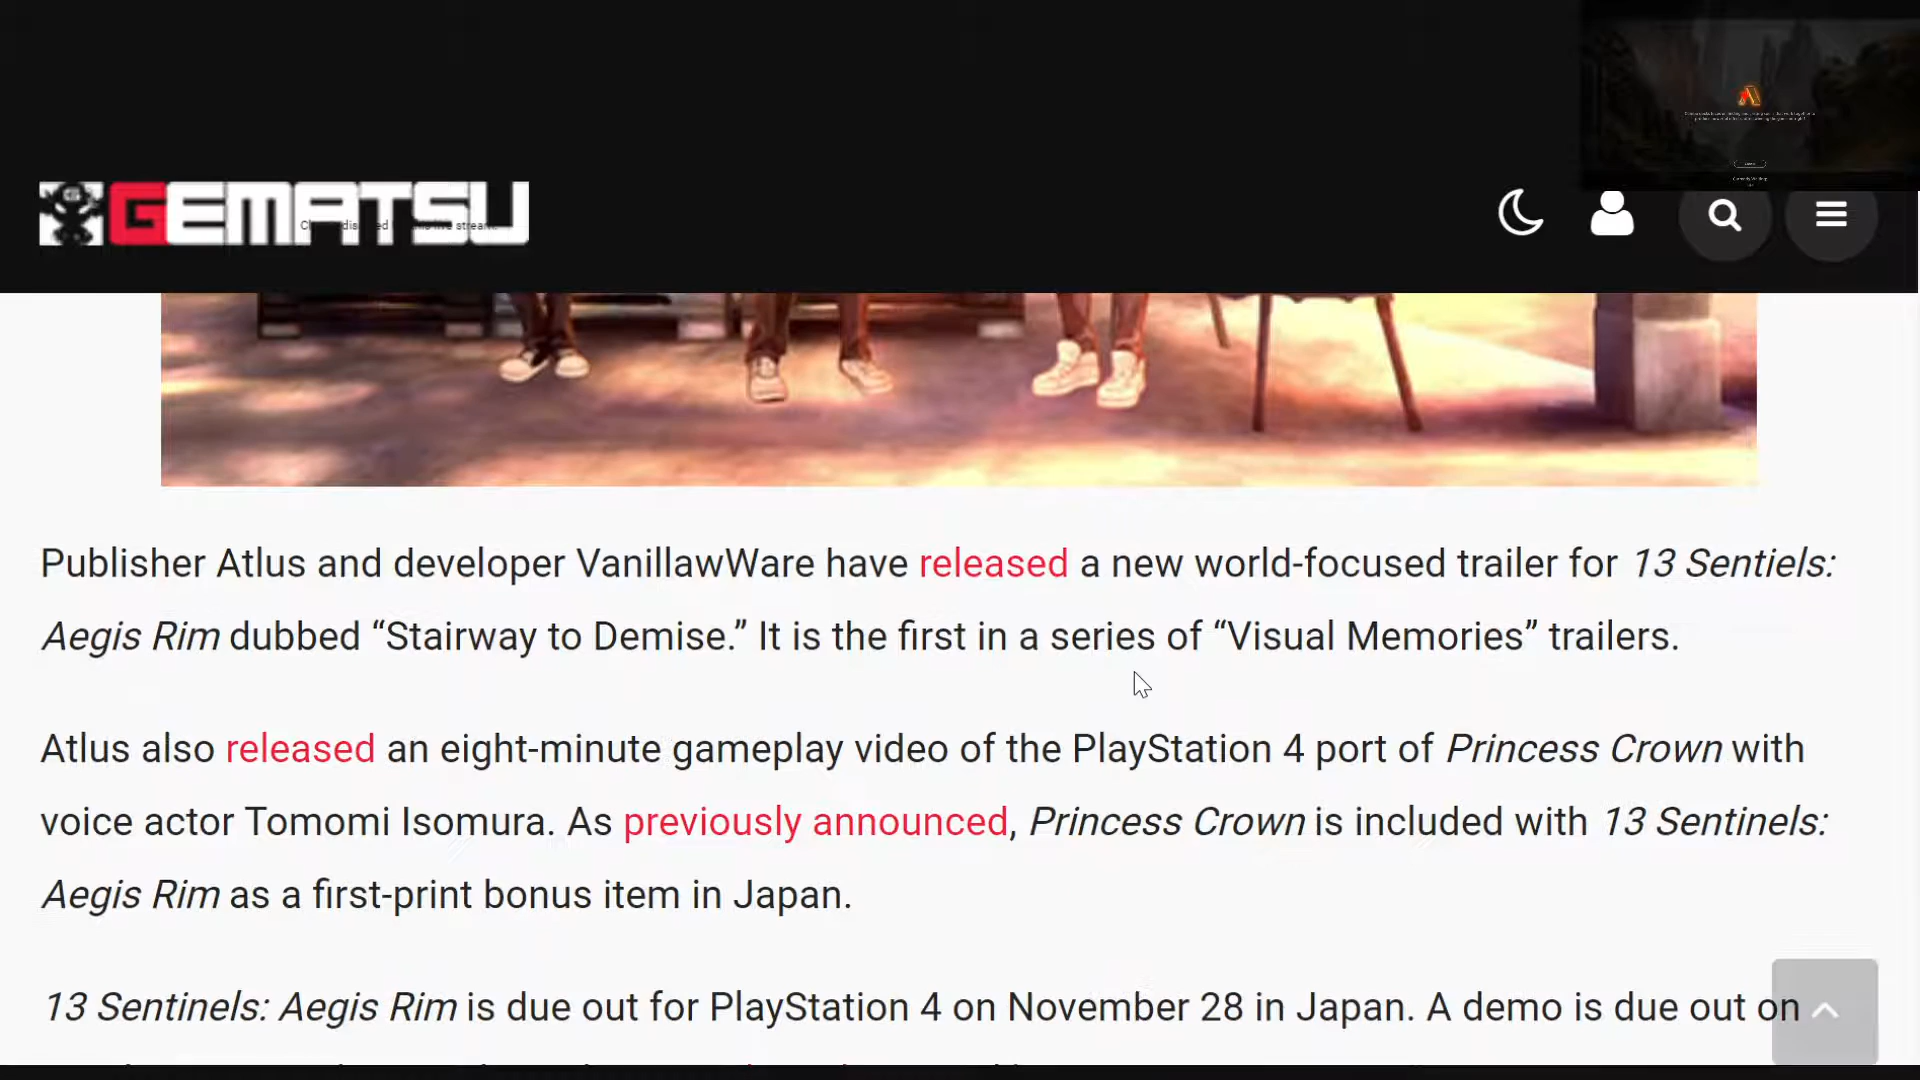 GEMATSU
Publisher Atlus and developer VanillawWare have released a new world-focused trailer for 13 Sentiels:
Aegis Rim dubbed “Stairway to Demise.” It is the first in a series of “Visual Memories” trailers.
Atlus also released an eight-minute gameplay video of the PlayStation 4 port of Princess Crown with
voice actor Tomomi Isomura. As previously announced, Princess Crown is included with 13 Sentinels:
Aegis Rim as a first-print bonus item in Japan.
13 Sentinels: Aegis Rim is due out for PlayStation 4 on November 28 in Japan. A demo is due out on